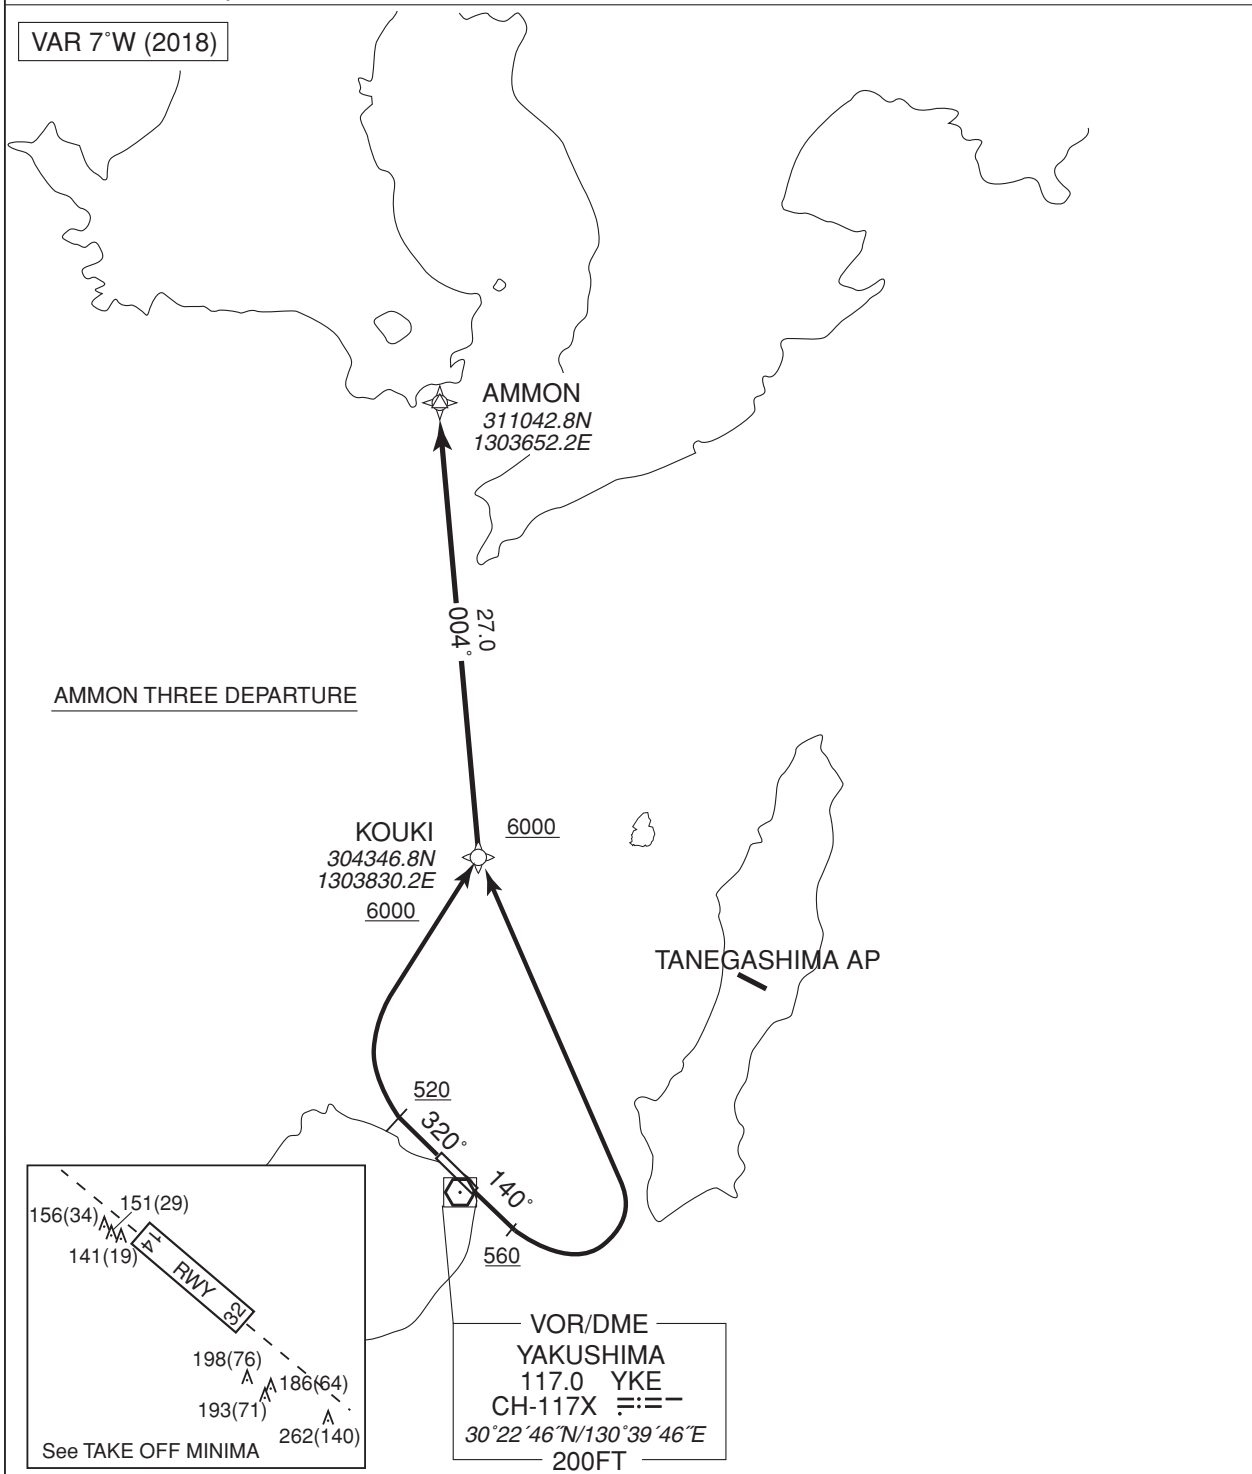 VAR 7°W (2018)
AMMON
311042.8N
1303652.2E
27.0
004°
AMMON THREE DEPARTURE
KOUKI
304346.8N
1303830.2E
6000
6000
TANEGASHIMA AP
520
320°
140°
560
156(34)
151(29)
141(19)
14
RWY
32
198(76)
186(64)
193(71)
262(140)
See TAKE OFF MINIMA
VOR/DME
YAKUSHIMA
117.0 YKE
CH-117X
30°22´46˝N/130°39´46˝E
200FT